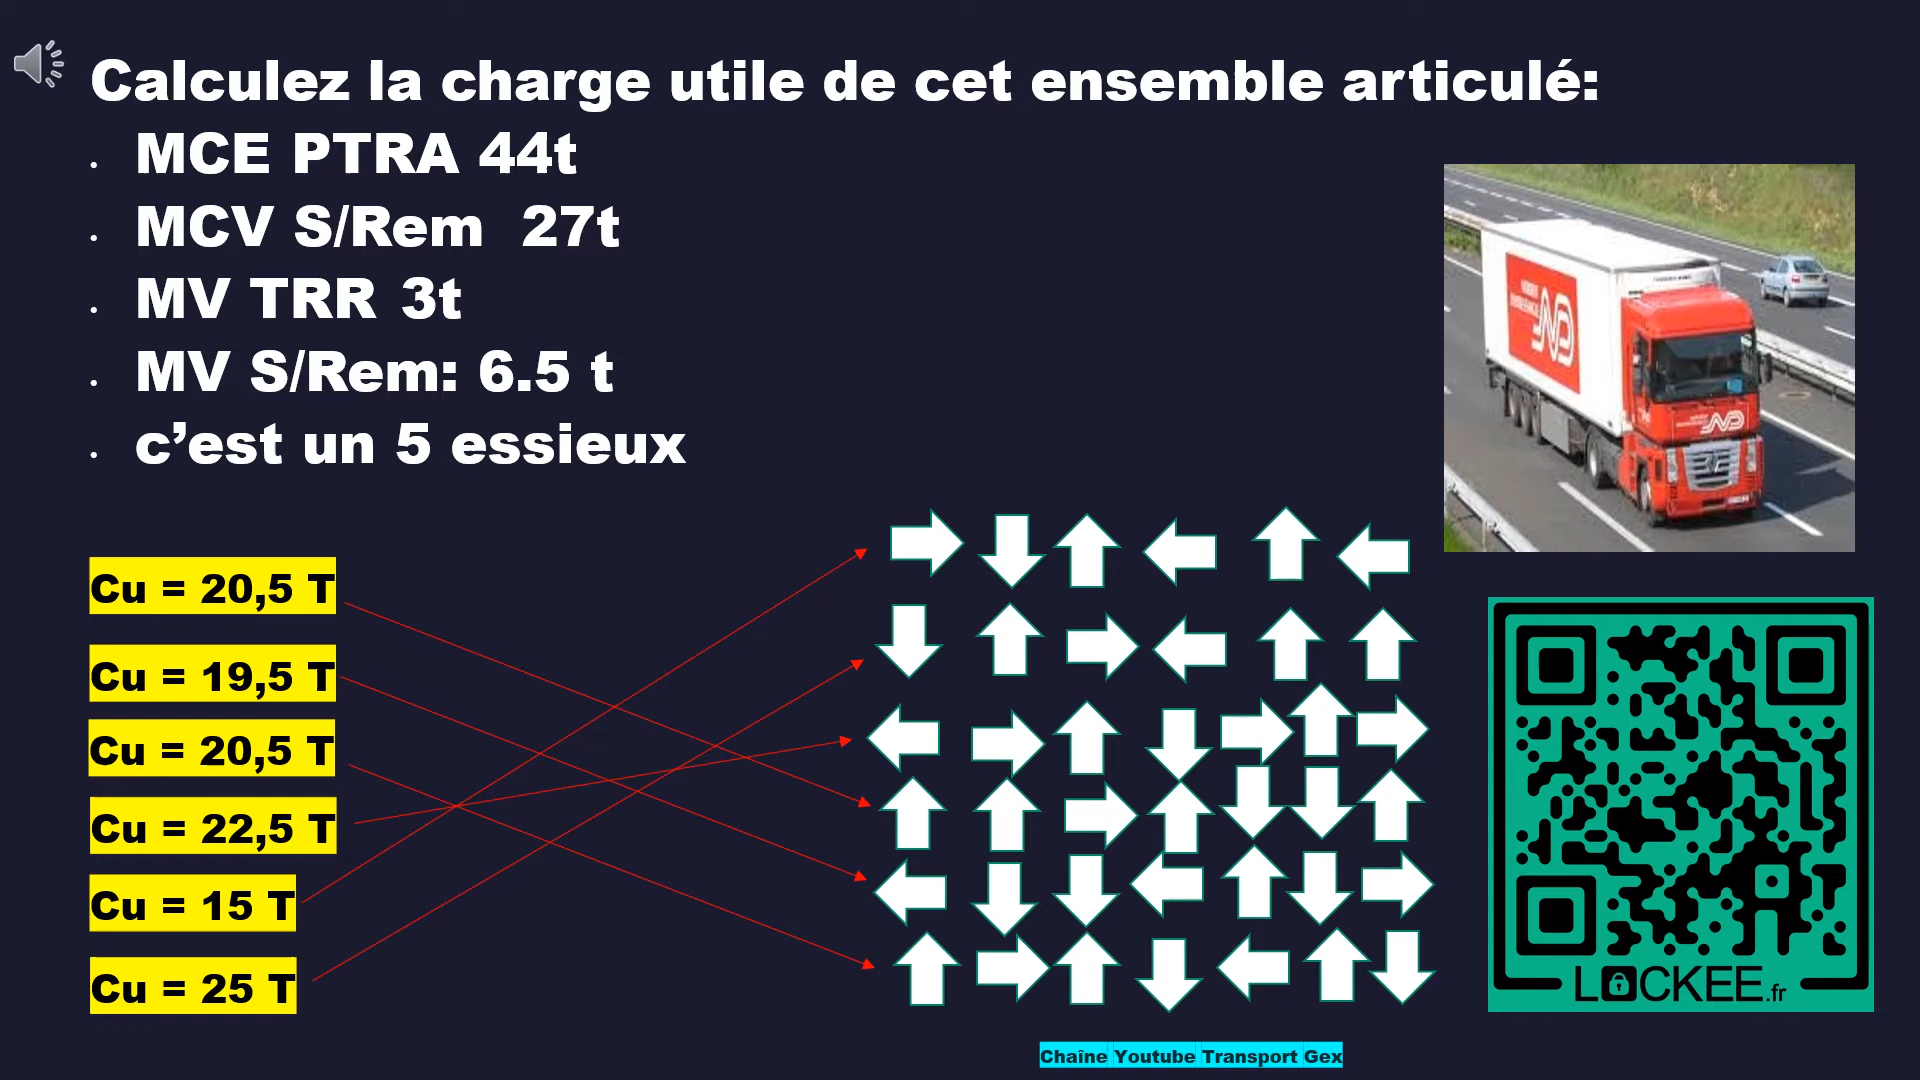 Calculez la charge utile de cet ensemble articulé:
• MCE PTRA 44t
• MCV S/Rem 27t
• MV TRR 3t
• MV S/Rem: 6.5 t
• c’est un 5 essieux
Cu = 20,5 T
Cu = 19,5 T
Cu = 20,5 T
Cu = 22,5 T
Cu = 15 T
Cu = 25 T
LOCKEE.fr
Chaîne Youtube Transport Gex